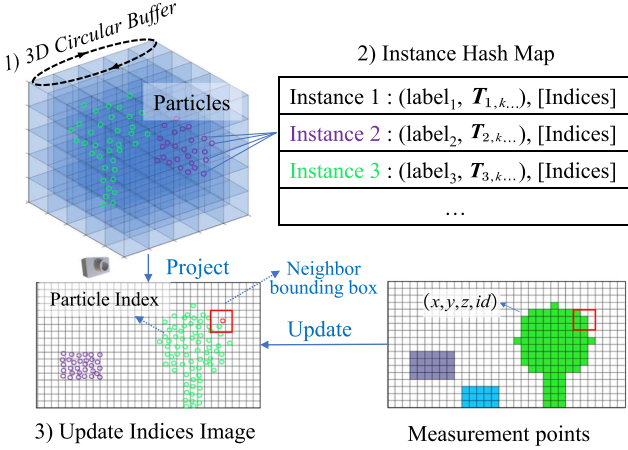 1) 3D Circular Buffer
Particles
2) Instance Hash Map
Instance 1 : (label₁, T₁,ₖ...), [Indices]
Instance 2 : (label₂, T₂,ₖ...), [Indices]
Instance 3 : (label₃, T₃,ₖ...), [Indices]
...
Project
Neighbor
bounding box
Particle Index
Update
(x,y,z,id)
3) Update Indices Image
Measurement points